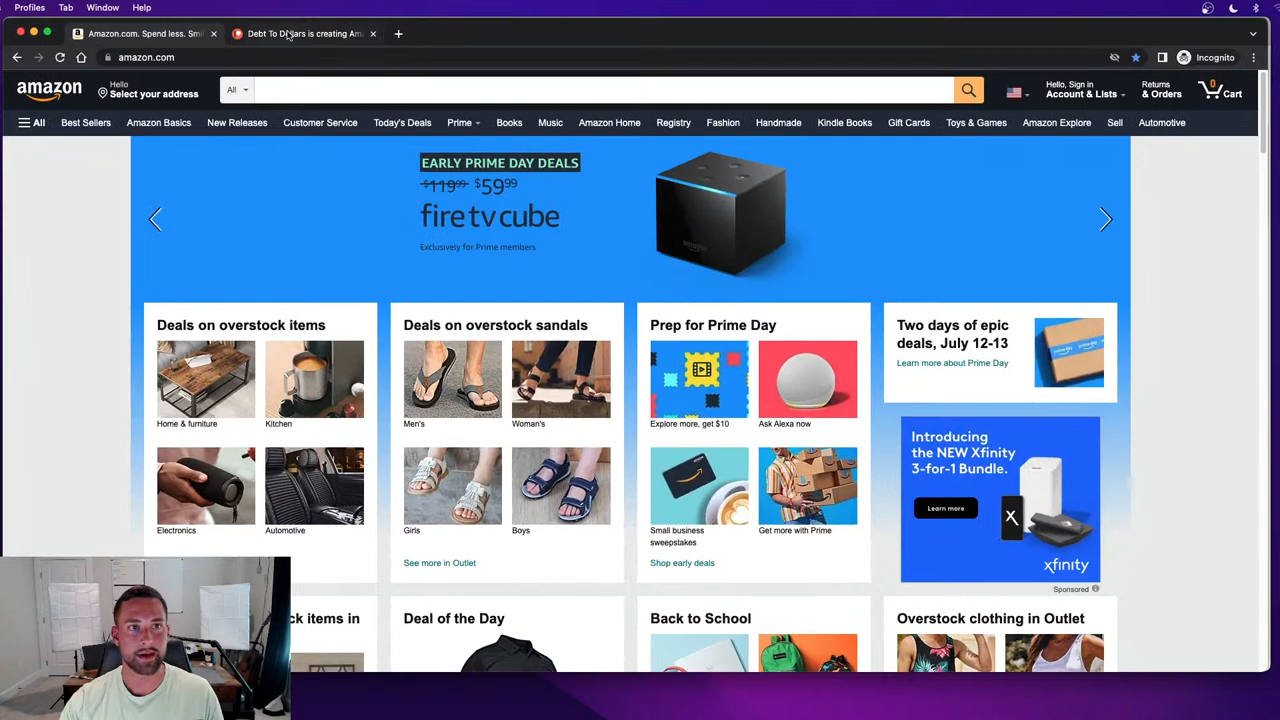 Profiles Tab Window Help
Amazon.com. Spend less. Smil
Debt To Dollars is creating Ama
amazon.com
Incognito
amazon
Hello
Select your address
All
Hello, Sign in
Account & Lists
Returns
& Orders
0
Cart
All Best Sellers Amazon Basics New Releases Customer Service Today's Deals Prime Books Music Amazon Home Registry Fashion Handmade Kindle Books Gift Cards Toys & Games Amazon Explore Sell Automotive
EARLY PRIME DAY DEALS
$119.99 $59.99
fire tv cube
Exclusively for Prime members
Deals on overstock items
Home & furniture
Kitchen
Electronics
Automotive
Deals on overstock sandals
Men's
Woman's
Girls
Boys
See more in Outlet
Prep for Prime Day
Explore more, get $10
Ask Alexa now
Small business
sweepstakes
Get more with Prime
Shop early deals
Two days of epic
deals, July 12-13
Learn more about Prime Day
Introducing
the NEW Xfinity
3-for-1 Bundle.
Learn more
X
xfinity
Sponsored
ck items in
Deal of the Day
Back to School
Overstock clothing in Outlet